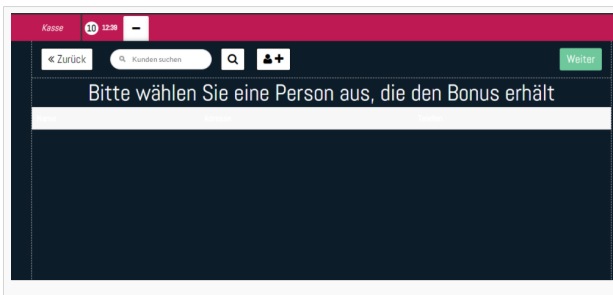 Kasse 10 12:39
« Zurück Kunden suchen Weiter
Bitte wählen Sie eine Person aus, die den Bonus erhält